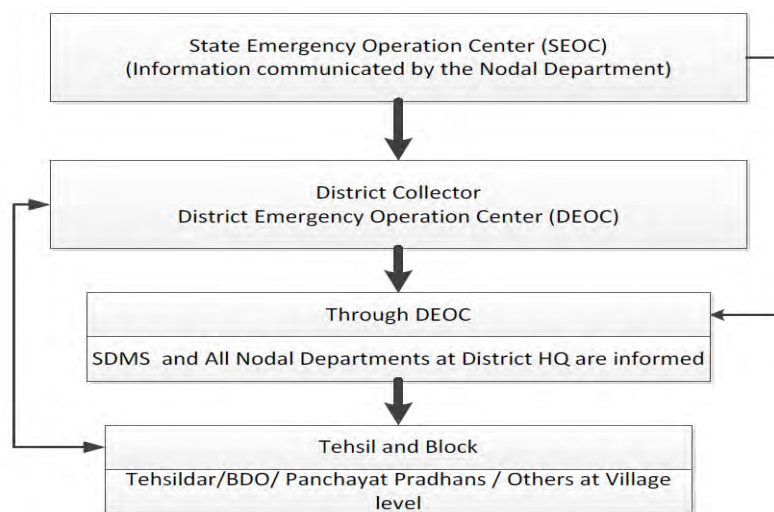 State Emergency Operation Center (SEOC)
(Information communicated by the Nodal Department)
District Collector
District Emergency Operation Center (DEOC)
Through DEOC
SDMS and All Nodal Departments at District HQ are informed
Tehsil and Block
Tehsildar/BDO/ Panchayat Pradhans / Others at Village
level